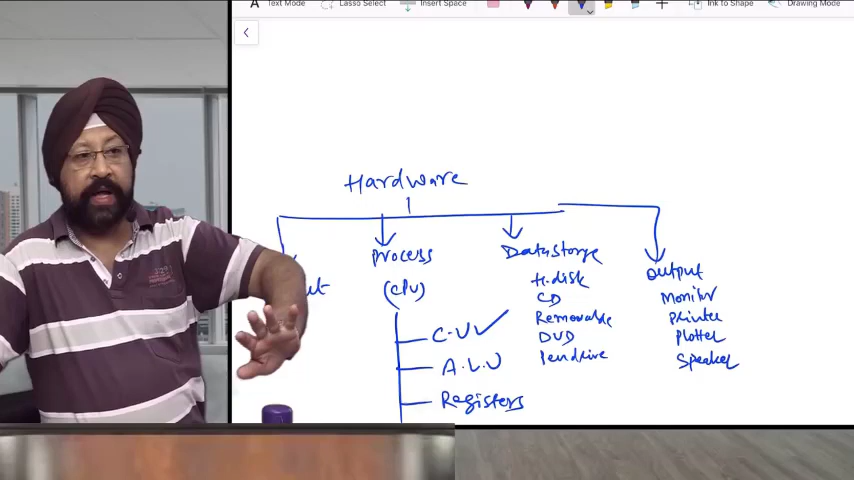 Text Mode
Lasso Select
Insert Space
Ink to Shape
Drawing Mode
Hardware
Process
(CPU)
C.U
A.L.U
Registers
Datastorge
H.disk
CD
Removable
DVD
Pendrive
Output
Monitor
Printer
Plotter
Speaker